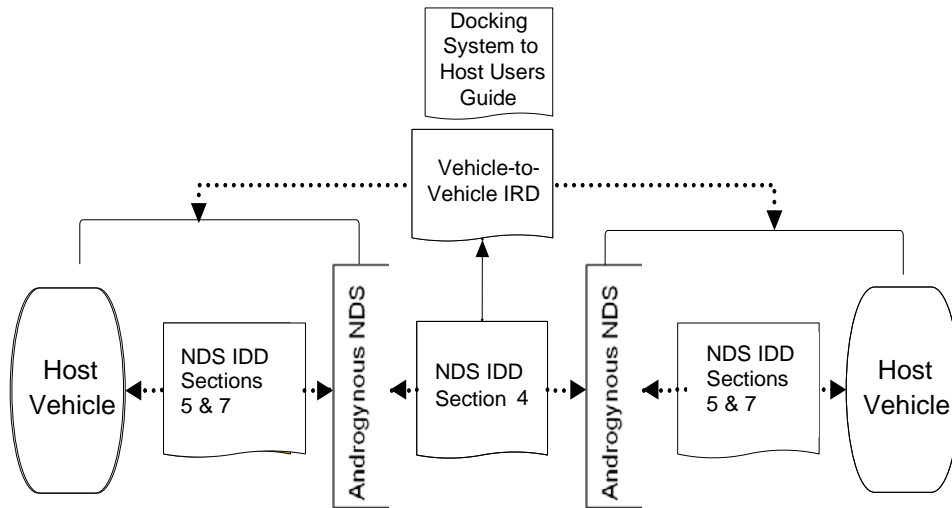 Docking
System to
Host Users
Guide
Vehicle-to-
Vehicle IRD
Host
Vehicle
NDS IDD
Sections
5 & 7
Androgynous NDS
NDS IDD
Section 4
Androgynous NDS
NDS IDD
Sections
5 & 7
Host
Vehicle